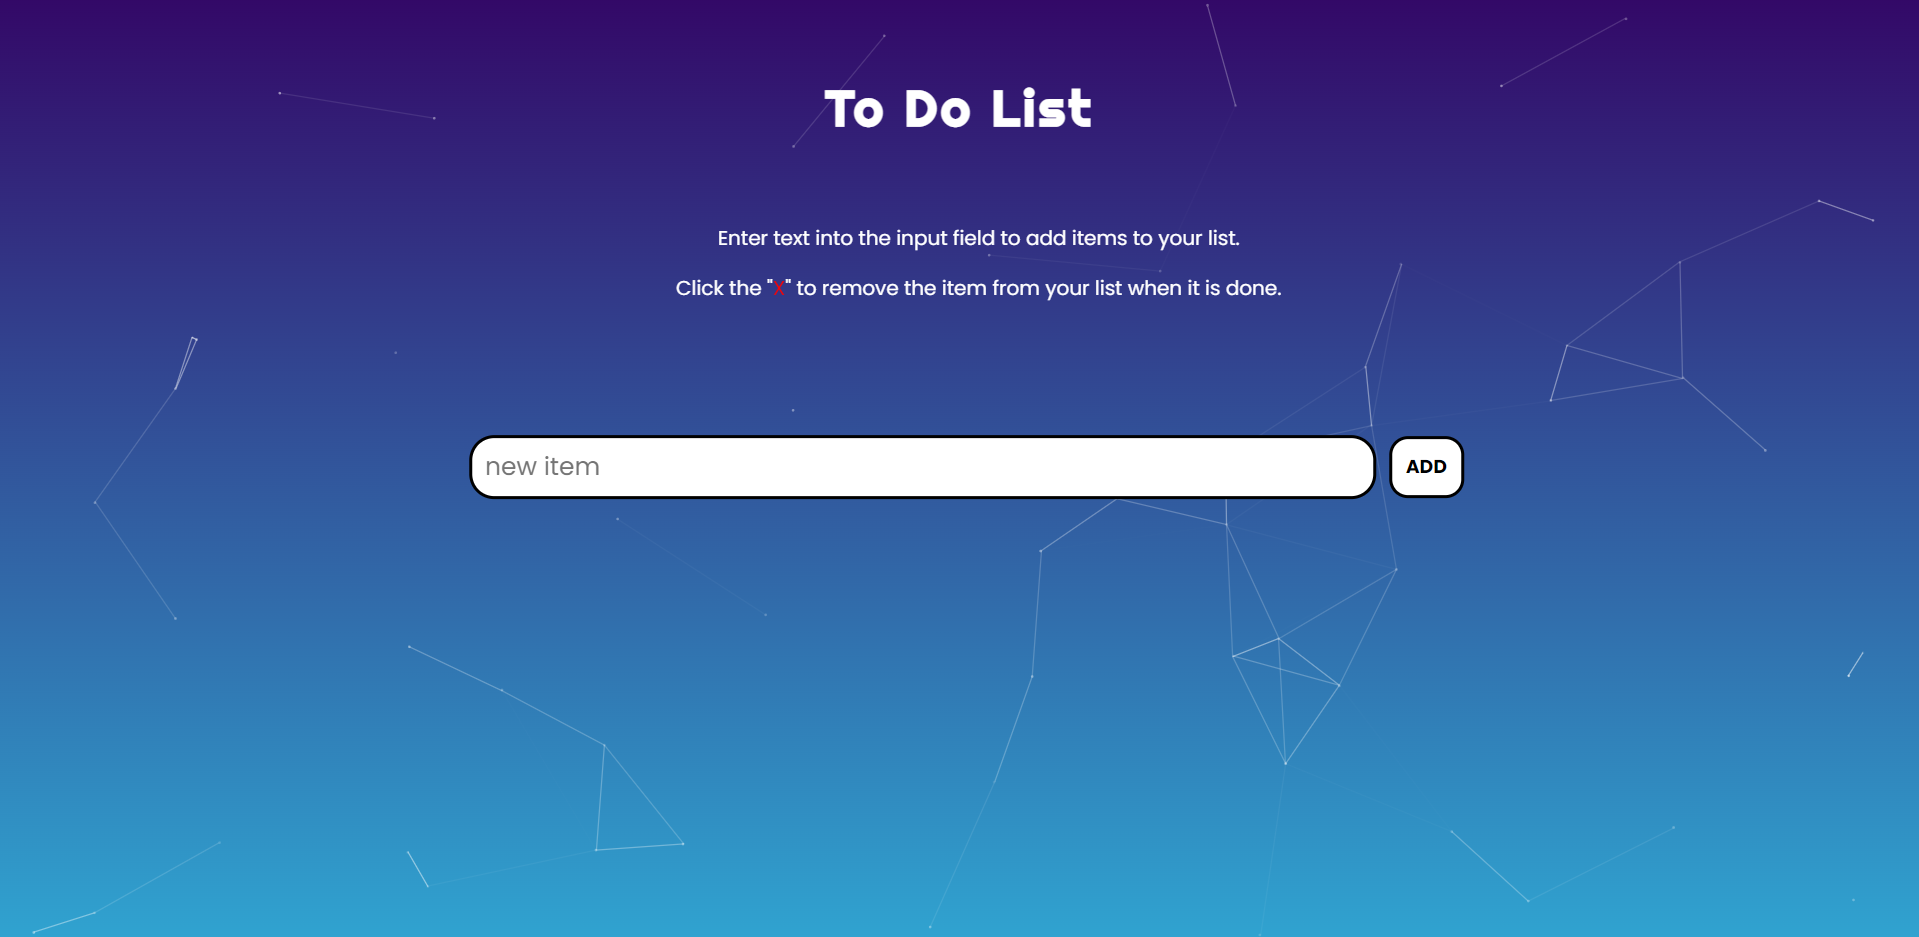 To Do List
Enter text into the input field to add items to your list.
Click the "X" to remove the item from your list when it is done.
new item
ADD